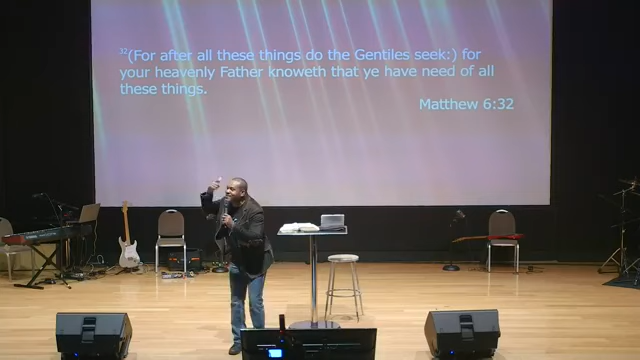 ³²(For after all these things do the Gentiles seek:) for
your heavenly Father knoweth that ye have need of all
these things.
Matthew 6:32